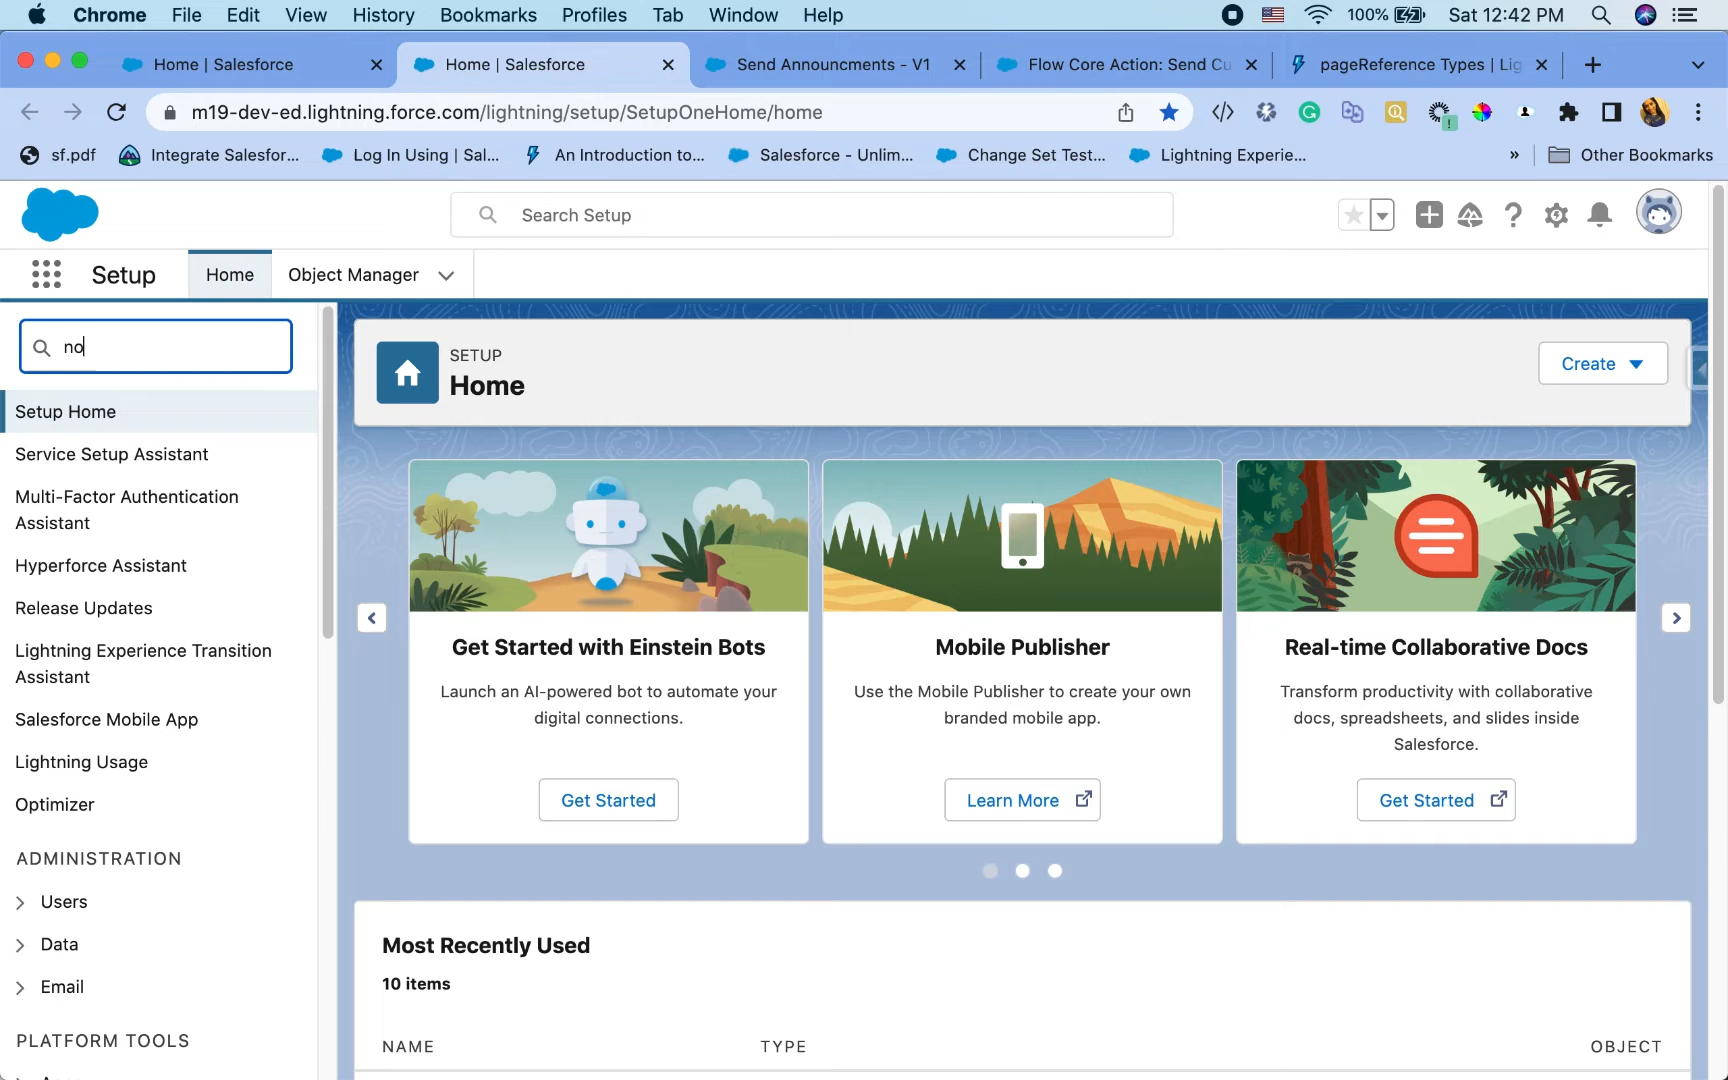 Chrome File Edit View History Bookmarks Profiles Tab Window Help 100% Sat 12:42 PM
Home | Salesforce Home | Salesforce Send Announcments - V1 Flow Core Action: Send Cu pageReference Types | Lig
m19-dev-ed.lightning.force.com/lightning/setup/SetupOneHome/home
sf.pdf Integrate Salesfor... Log In Using | Sal... An Introduction to... Salesforce - Unlim... Change Set Test... Lightning Experie... » Other Bookmarks
Search Setup
Setup Home Object Manager
no
Setup Home
Service Setup Assistant
Multi-Factor Authentication
Assistant
Hyperforce Assistant
Release Updates
Lightning Experience Transition
Assistant
Salesforce Mobile App
Lightning Usage
Optimizer
ADMINISTRATION
Users
Data
Email
PLATFORM TOOLS
SETUP
Home
Create
Get Started with Einstein Bots
Launch an AI-powered bot to automate your
digital connections.
Get Started
Mobile Publisher
Use the Mobile Publisher to create your own
branded mobile app.
Learn More
Real-time Collaborative Docs
Transform productivity with collaborative
docs, spreadsheets, and slides inside
Salesforce.
Get Started
Most Recently Used
10 items
NAME TYPE OBJECT